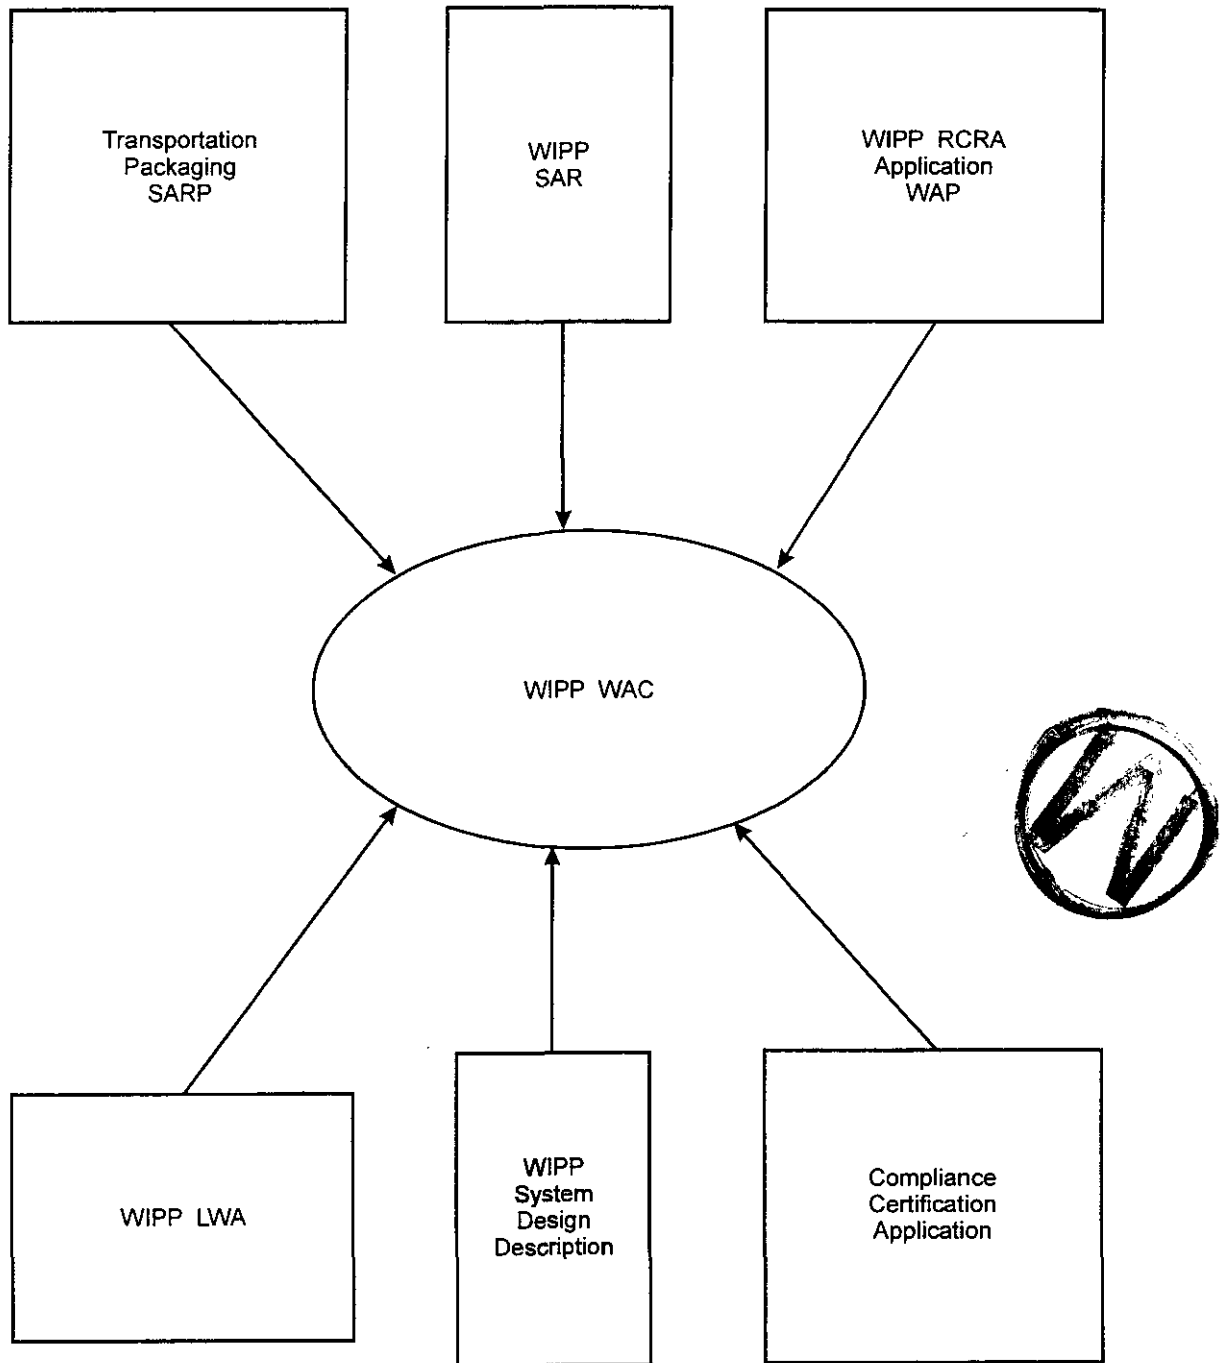 Transportation
Packaging
SARP
WIPP
SAR
WIPP RCRA
Application
WAP
WIPP WAC
WIPP LWA
WIPP
System
Design
Description
Compliance
Certification
Application